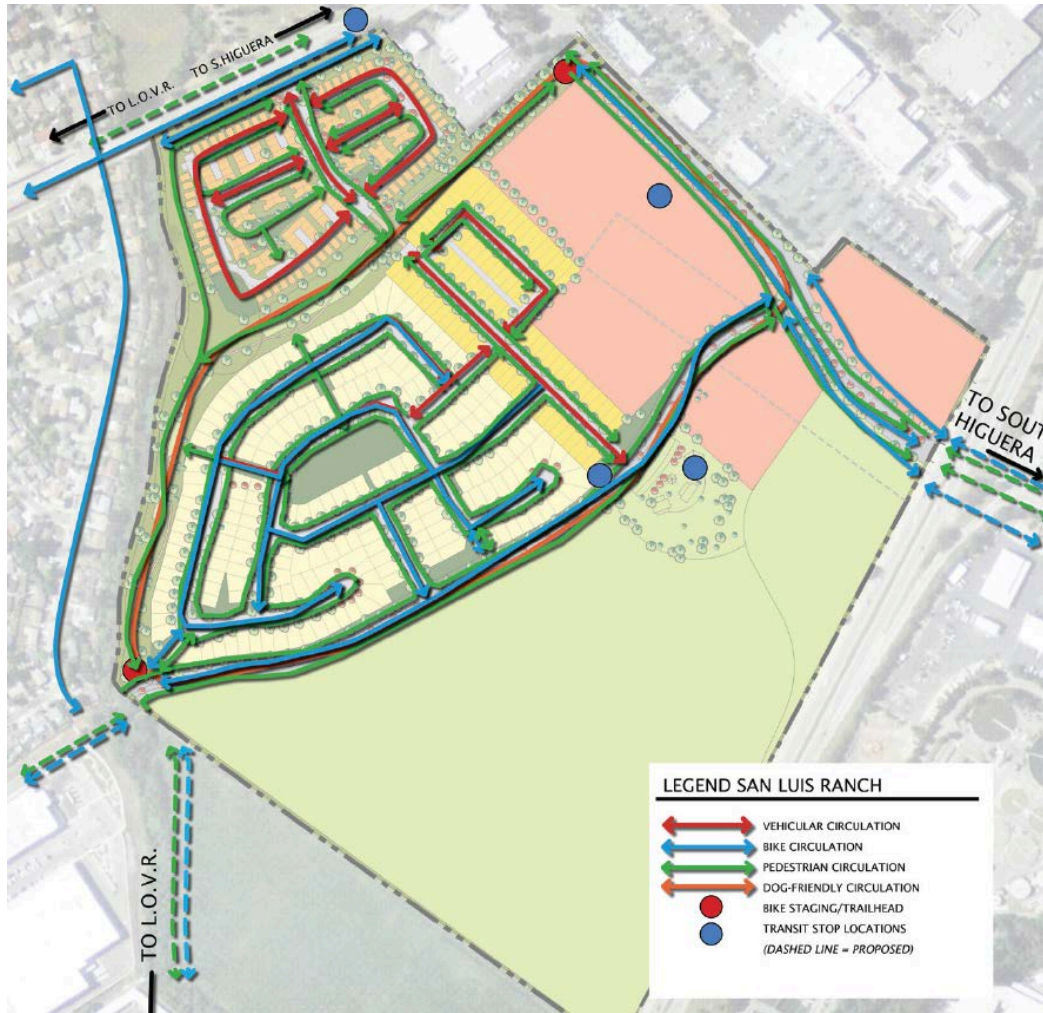 TO L.O.V.R.
TO S.HIGUERA
TO SOUT
HIGUERA
TO L.O.V.R.
LEGEND SAN LUIS RANCH
VEHICULAR CIRCULATION
BIKE CIRCULATION
PEDESTRIAN CIRCULATION
DOG-FRIENDLY CIRCULATION
BIKE STAGING/TRAILHEAD
TRANSIT STOP LOCATIONS
(DASHED LINE = PROPOSED)